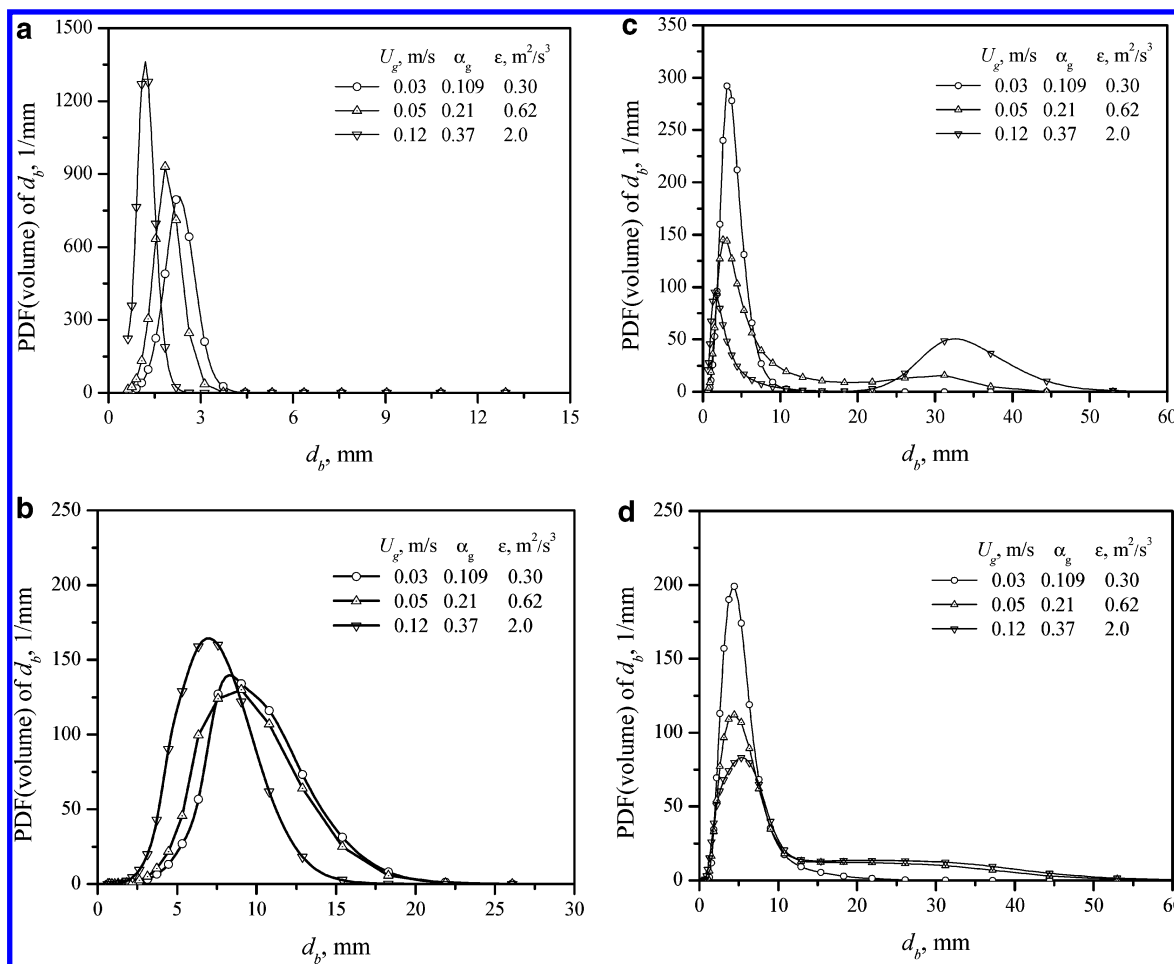 a
PDF(volume) of d_b, 1/mm
1500
1200
900
600
300
0
0 3 6 9 12 15
d_b, mm
U_g, m/s α_g ε, m²/s³
0.03 0.109 0.30
0.05 0.21 0.62
0.12 0.37 2.0
c
PDF(volume) of d_b, 1/mm
350
300
250
200
150
100
50
0
0 10 20 30 40 50 60
d_b, mm
U_g, m/s α_g ε, m²/s³
0.03 0.109 0.30
0.05 0.21 0.62
0.12 0.37 2.0
b
PDF(volume) of d_b, 1/mm
250
200
150
100
50
0
0 5 10 15 20 25 30
d_b, mm
U_g, m/s α_g ε, m²/s³
0.03 0.109 0.30
0.05 0.21 0.62
0.12 0.37 2.0
d
PDF(volume) of d_b, 1/mm
250
200
150
100
50
0
0 10 20 30 40 50 60
d_b, mm
U_g, m/s α_g ε, m²/s³
0.03 0.109 0.30
0.05 0.21 0.62
0.12 0.37 2.0